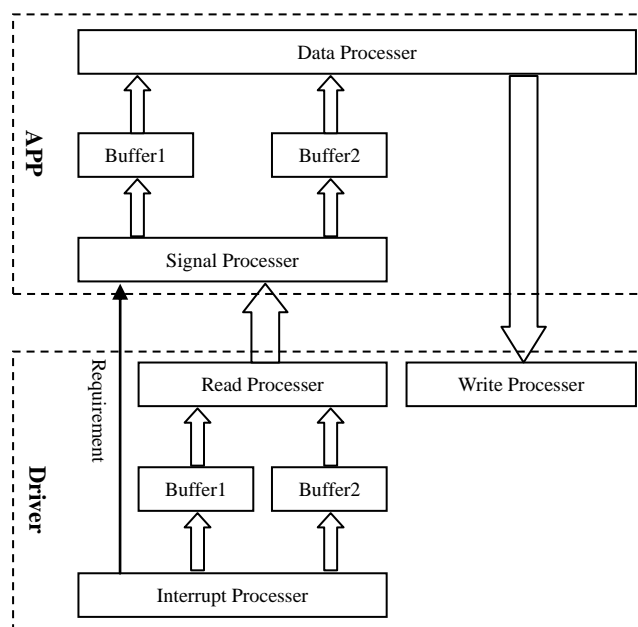 Data Processer
APP
Buffer1
Buffer2
Signal Processer
Requirement
Read Processer
Write Processer
Driver
Buffer1
Buffer2
Interrupt Processer